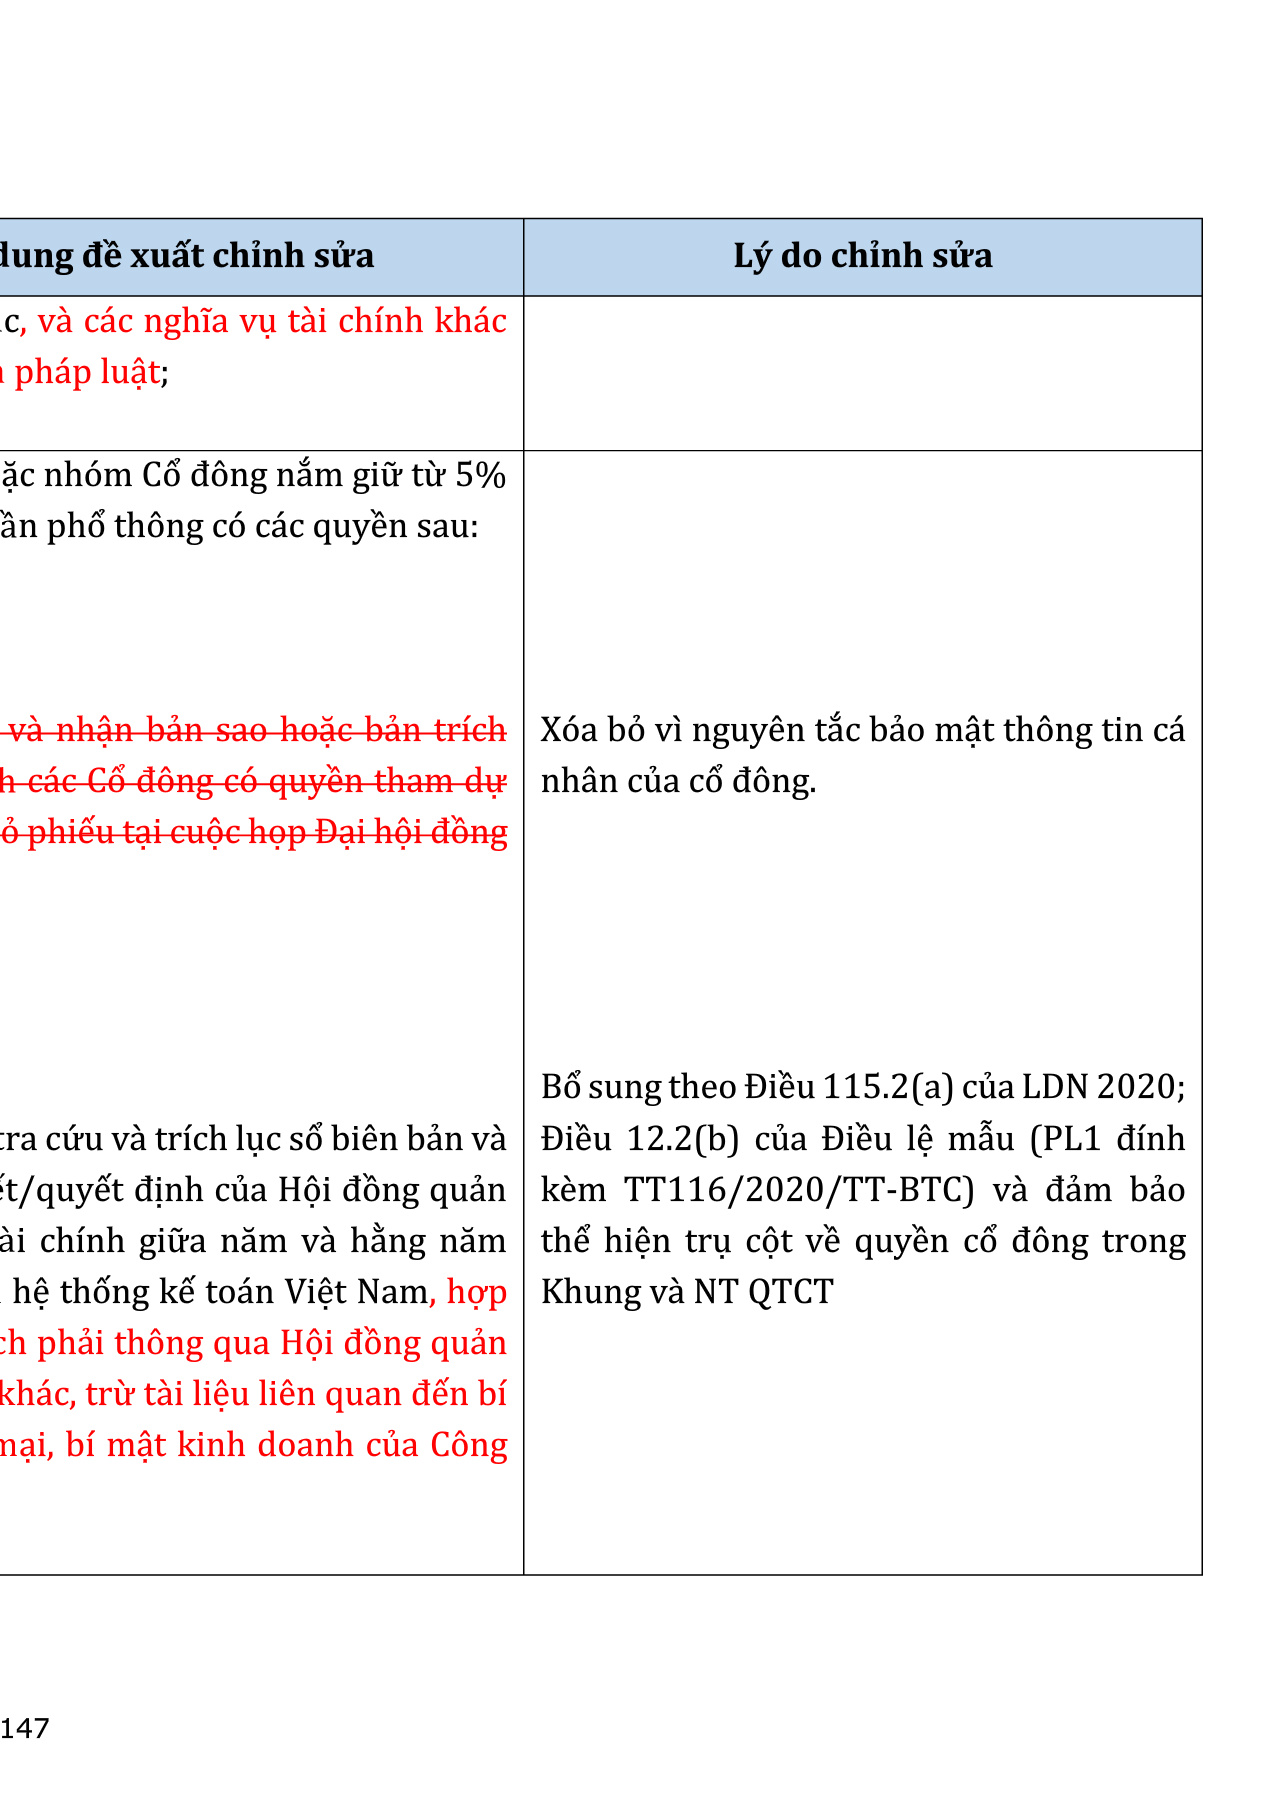 dung đề xuất chỉnh sửa
Lý do chỉnh sửa
, và các nghĩa vụ tài chính khác
pháp luật;
nhóm Cổ đông nắm giữ từ 5%
phổ thông có các quyền sau:
và nhận bản sao hoặc bản trích
các Cổ đông có quyền tham dự
phiếu tại cuộc họp Đại hội đồng
Xóa bỏ vì nguyên tắc bảo mật thông tin cá
nhân của cổ đông.
tra cứu và trích lục sổ biên bản và
/quyết định của Hội đồng quản
chính giữa năm và hằng năm
hệ thống kế toán Việt Nam, hợp
phải thông qua Hội đồng quản
khác, trừ tài liệu liên quan đến bí
mại, bí mật kinh doanh của Công
Bổ sung theo Điều 115.2(a) của LDN 2020;
Điều 12.2(b) của Điều lệ mẫu (PL1 đính
kèm TT116/2020/TT-BTC) và đảm bảo
thể hiện trụ cột về quyền cổ đông trong
Khung và NT QTCT
147